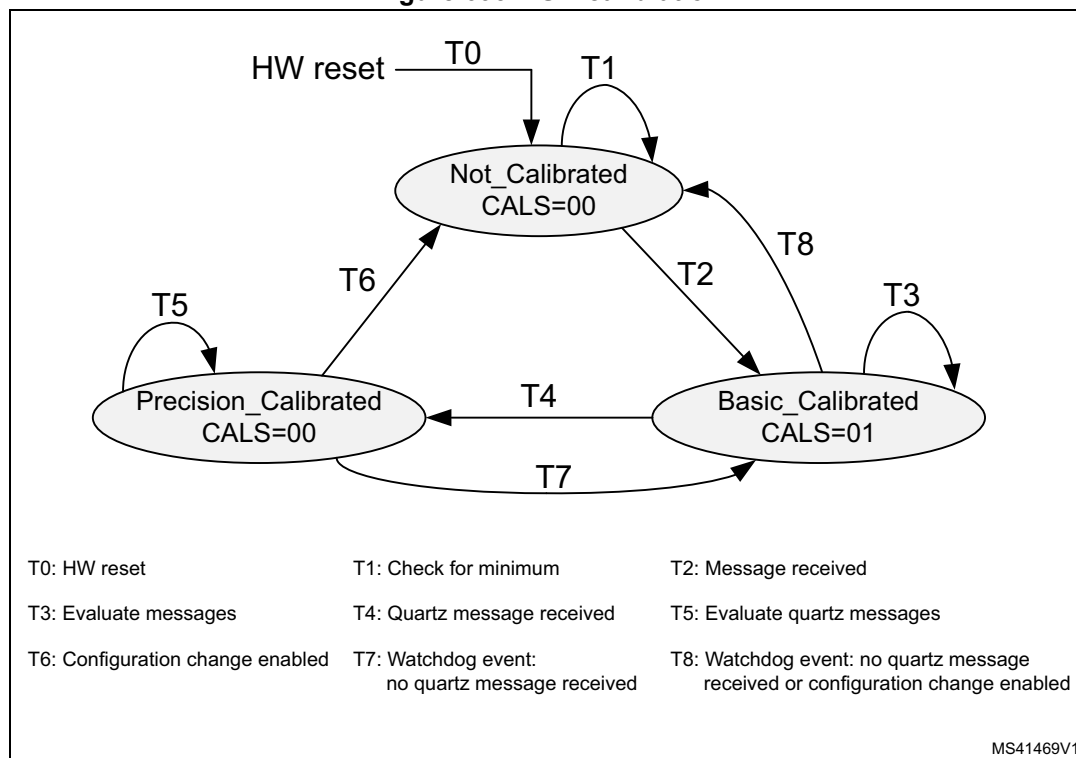 HW reset
T0
T1
Not_Calibrated
CALS=00
T8
T6
T2
T5
T3
Precision_Calibrated
CALS=00
T4
Basic_Calibrated
CALS=01
T7
T0: HW reset
T1: Check for minimum
T2: Message received
T3: Evaluate messages
T4: Quartz message received
T5: Evaluate quartz messages
T6: Configuration change enabled
T7: Watchdog event:
no quartz message received
T8: Watchdog event: no quartz message
received or configuration change enabled
MS41469V1